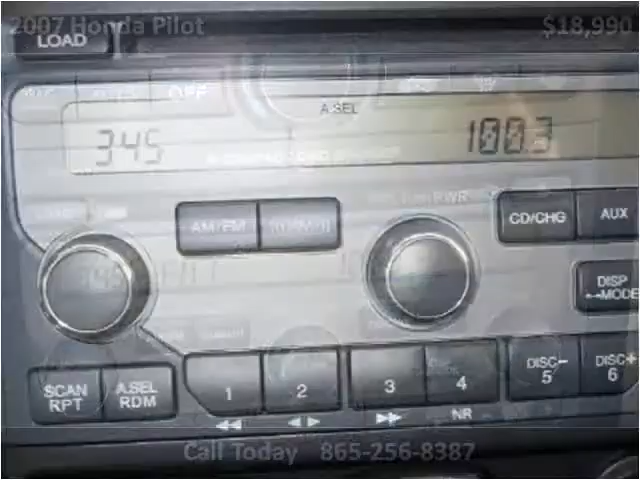 2007 Honda Pilot $18,990
LOAD
A.SEL
345 100.3
PWR
AM/FM
CD/CHG AUX
DISP
MODE
SCAN RPT A.SEL RDM 1 2 3 4 DISC- 5 DISC+ 6
NR
Call Today 865-256-8387